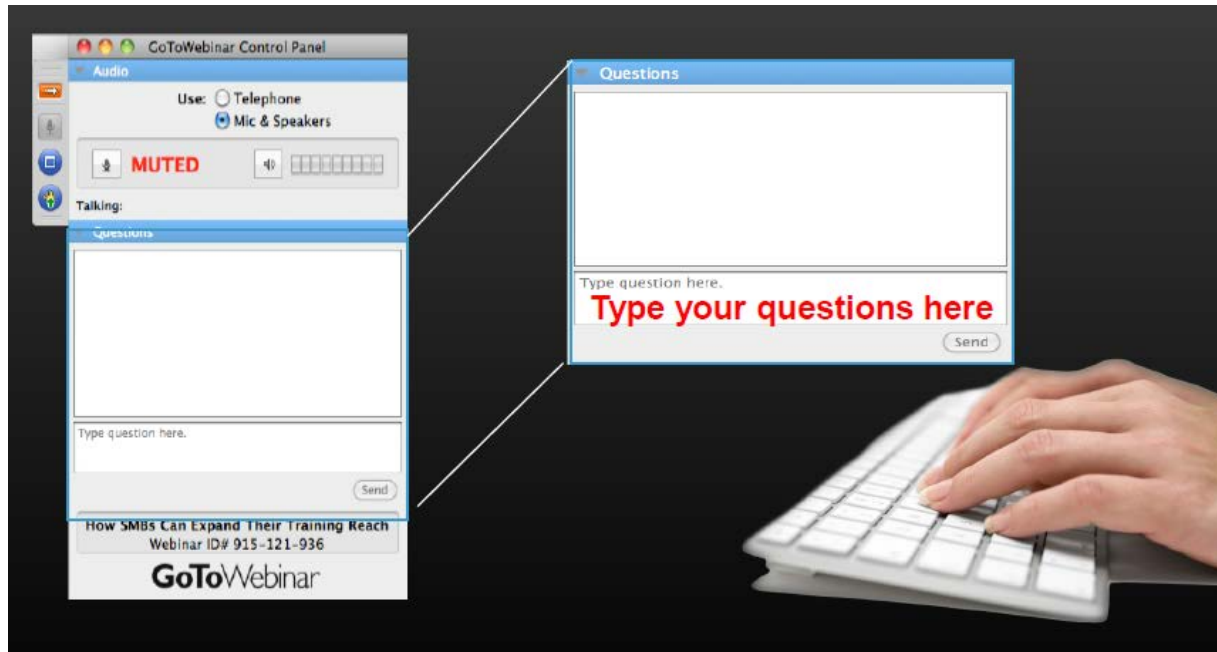 GoToWebinar Control Panel
Audio
Use: Telephone
Mic & Speakers
MUTED
Talking:
Questions
Type question here.
Send
How SMBs Can Expand Their Training Reach
Webinar ID# 915-121-936
GoToWebinar
Questions
Type question here.
Type your questions here
Send